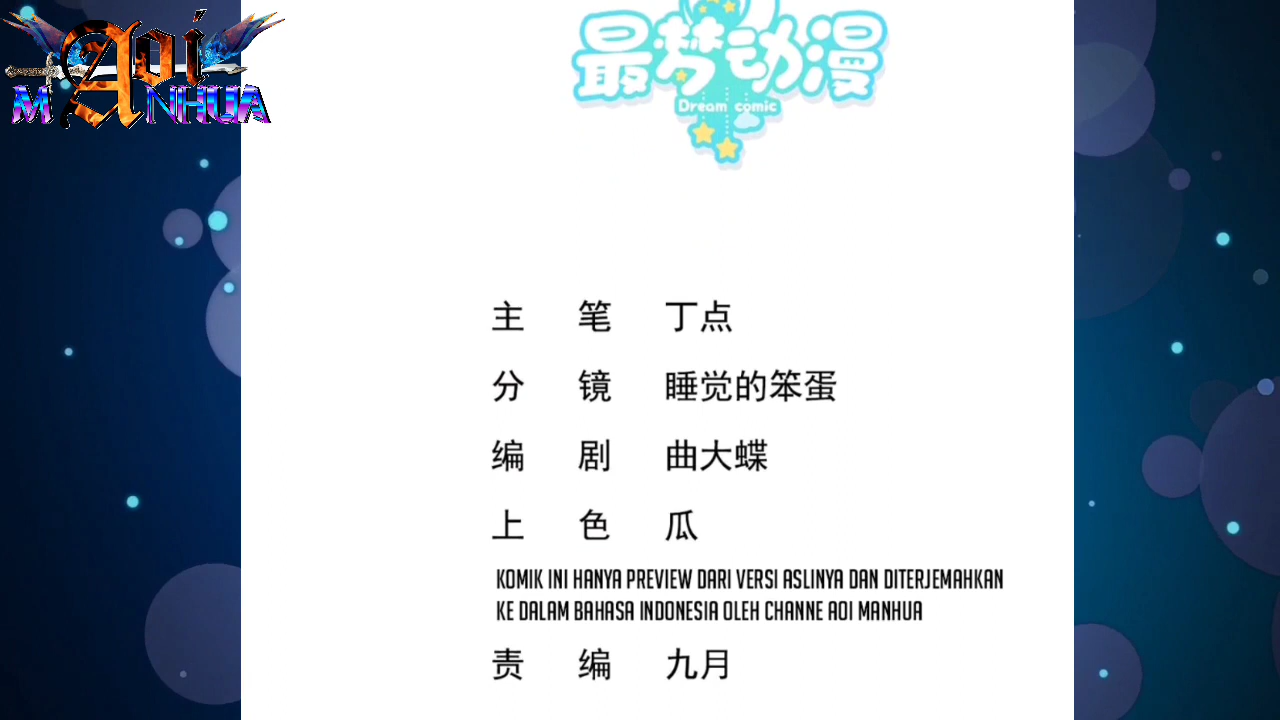 Aoi
MANHUA
最梦动漫
Dream comic
主 笔 丁点
分 镜 睡觉的笨蛋
编 剧 曲大蝶
上 色 瓜
KOMIK INI HANYA PREVIEW DARI VERSI ASLINYA DAN DITERJEMAHKAN
KE DALAM BAHASA INDONESIA OLEH CHANNE AOI MANHUA
责 编 九月